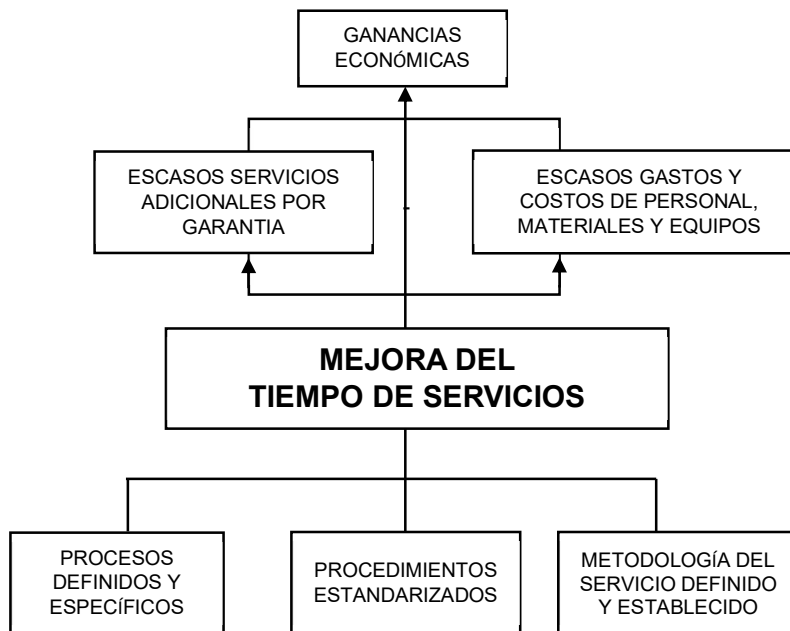 GANANCIAS
ECONÓMICAS
ESCASOS SERVICIOS
ADICIONALES POR
GARANTIA
ESCASOS GASTOS Y
COSTOS DE PERSONAL,
MATERIALES Y EQUIPOS
MEJORA DEL
TIEMPO DE SERVICIOS
PROCESOS
DEFINIDOS Y
ESPECÍFICOS
PROCEDIMIENTOS
ESTANDARIZADOS
METODOLOGÍA DEL
SERVICIO DEFINIDO
Y ESTABLECIDO